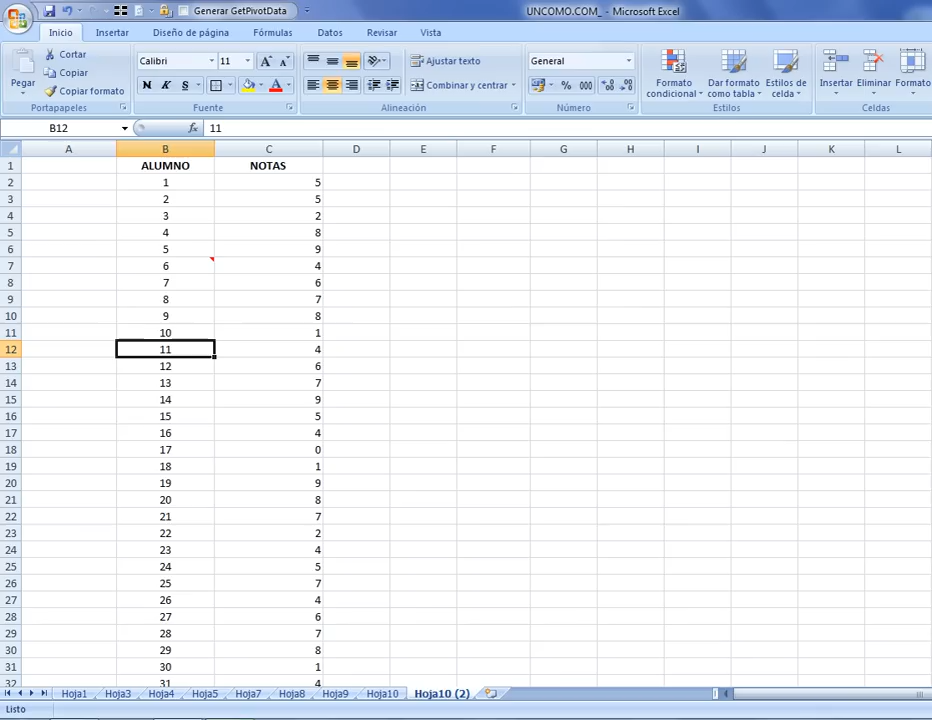 Generar GetPivotData
UNCOMO.COM_ - Microsoft Excel
Inicio Insertar Diseño de página Fórmulas Datos Revisar Vista
Pegar
Cortar
Copiar
Copiar formato
Portapapeles
Calibri 11
N K S
Fuente
Ajustar texto
Combinar y centrar
Alineación
General
% 000
Número
Formato condicional
Dar formato como tabla
Estilos de celda
Estilos
Insertar Eliminar Formato
Celdas
B12 fx 11
A B C D E F G H I J K L
1 ALUMNO NOTAS
2 1 5
3 2 5
4 3 2
5 4 8
6 5 9
7 6 4
8 7 6
9 8 7
10 9 8
11 10 1
12 11 4
13 12 6
14 13 7
15 14 9
16 15 5
17 16 4
18 17 0
19 18 1
20 19 9
21 20 8
22 21 7
23 22 2
24 23 4
25 24 5
26 25 7
27 26 4
28 27 6
29 28 7
30 29 8
31 30 1
32 31 4
Hoja1 Hoja3 Hoja4 Hoja5 Hoja7 Hoja8 Hoja9 Hoja10 Hoja10 (2)
Listo